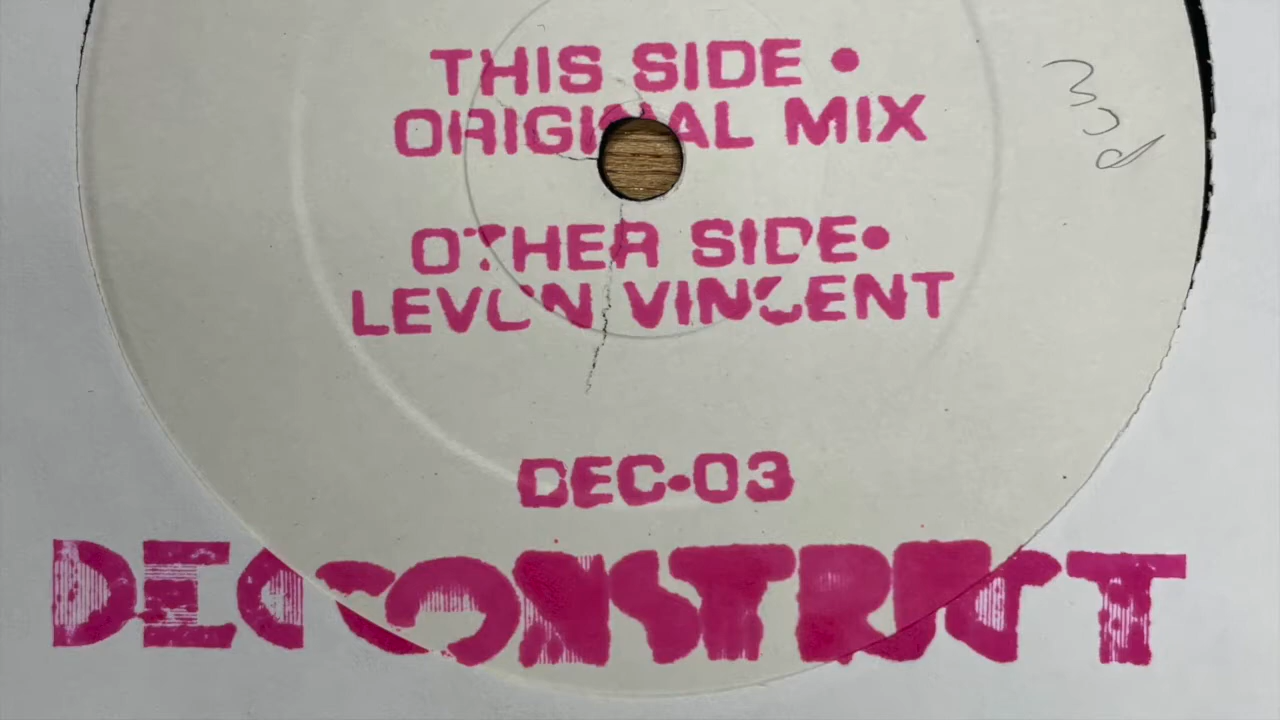 THIS SIDE •
ORIGINAL MIX
OTHER SIDE•
LEVON VINCENT
DEC-03
DECONSTRUCT